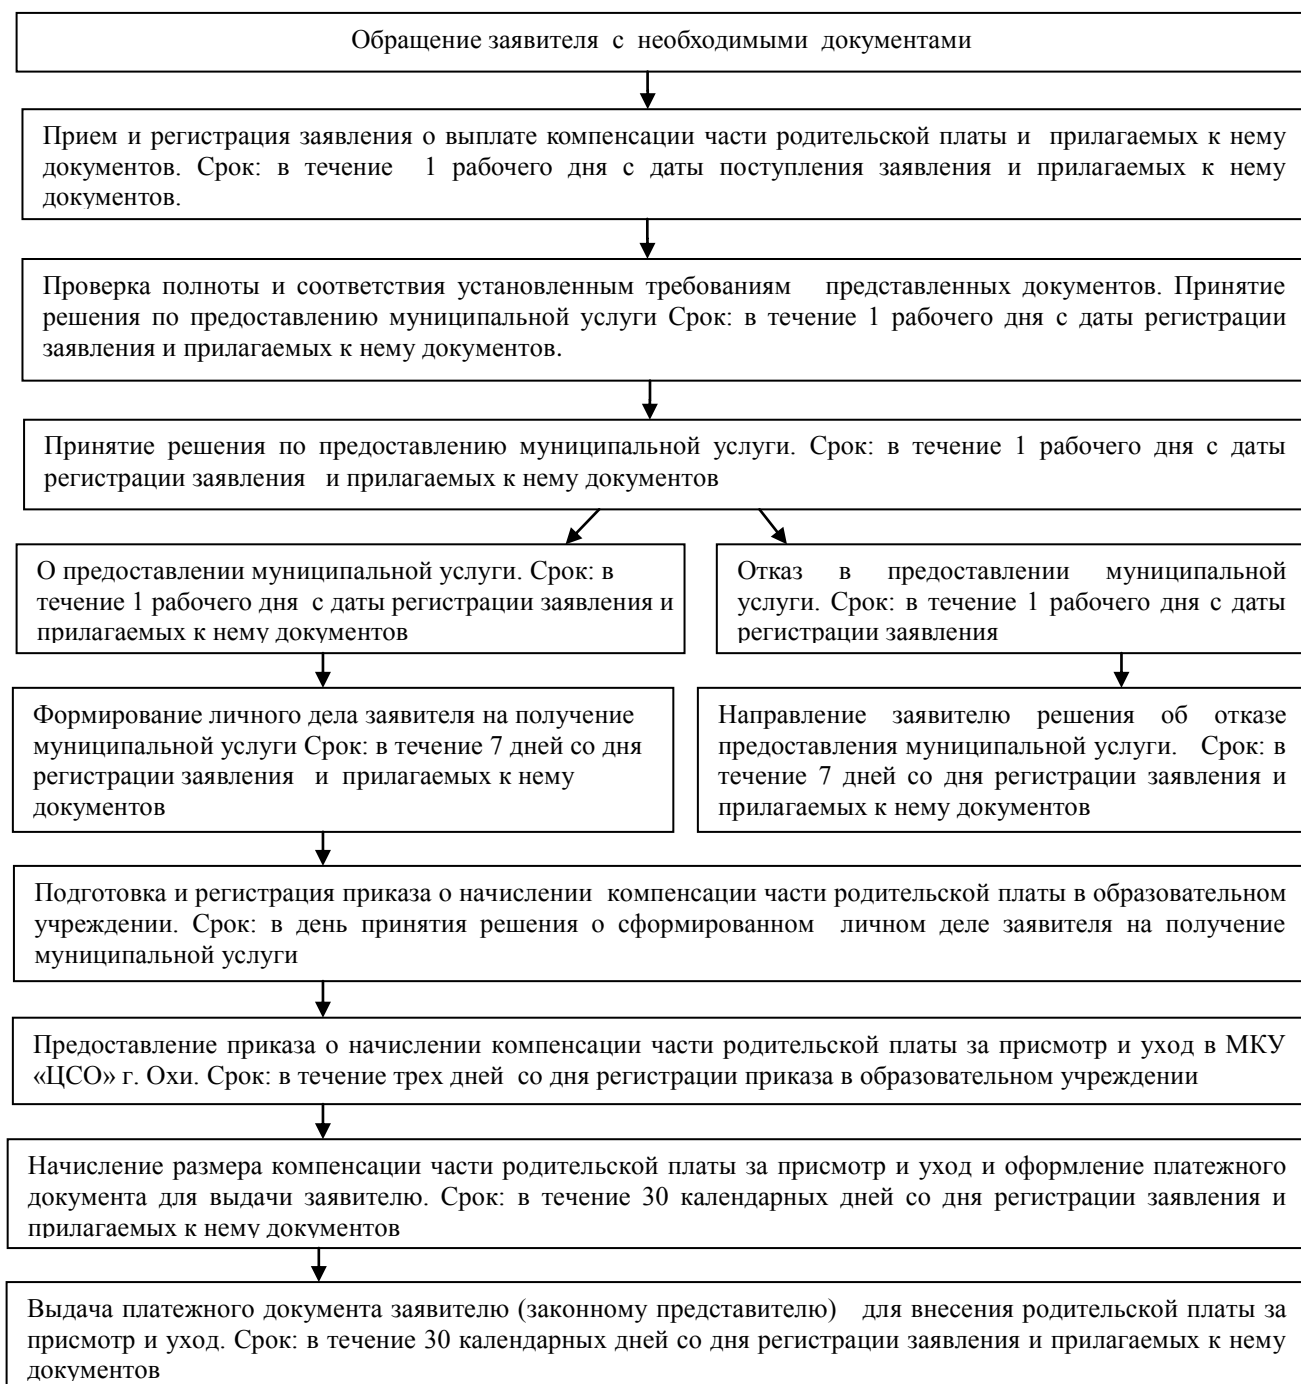 Обращение заявителя с необходимыми документами
Прием и регистрация заявления о выплате компенсации части родительской платы и прилагаемых к нему
документов. Срок: в течение 1 рабочего дня с даты поступления заявления и прилагаемых к нему
документов.
Проверка полноты и соответствия установленным требованиям представленных документов. Принятие
решения по предоставлению муниципальной услуги Срок: в течение 1 рабочего дня с даты регистрации
заявления и прилагаемых к нему документов.
Принятие решения по предоставлению муниципальной услуги. Срок: в течение 1 рабочего дня с даты
регистрации заявления и прилагаемых к нему документов
О предоставлении муниципальной услуги. Срок: в
течение 1 рабочего дня с даты регистрации заявления и
прилагаемых к нему документов
Отказ в предоставлении муниципальной
услуги. Срок: в течение 1 рабочего дня с даты
регистрации заявления
Формирование личного дела заявителя на получение
муниципальной услуги Срок: в течение 7 дней со дня
регистрации заявления и прилагаемых к нему
документов
Направление заявителю решения об отказе
предоставления муниципальной услуги. Срок: в
течение 7 дней со дня регистрации заявления и
прилагаемых к нему документов
Подготовка и регистрация приказа о начислении компенсации части родительской платы в образовательном
учреждении. Срок: в день принятия решения о сформированном личном деле заявителя на получение
муниципальной услуги
Предоставление приказа о начислении компенсации части родительской платы за присмотр и уход в МКУ
«ЦСО» г. Охи. Срок: в течение трех дней со дня регистрации приказа в образовательном учреждении
Начисление размера компенсации части родительской платы за присмотр и уход и оформление платежного
документа для выдачи заявителю. Срок: в течение 30 календарных дней со дня регистрации заявления и
прилагаемых к нему документов
Выдача платежного документа заявителю (законному представителю) для внесения родительской платы за
присмотр и уход. Срок: в течение 30 календарных дней со дня регистрации заявления и прилагаемых к нему
документов